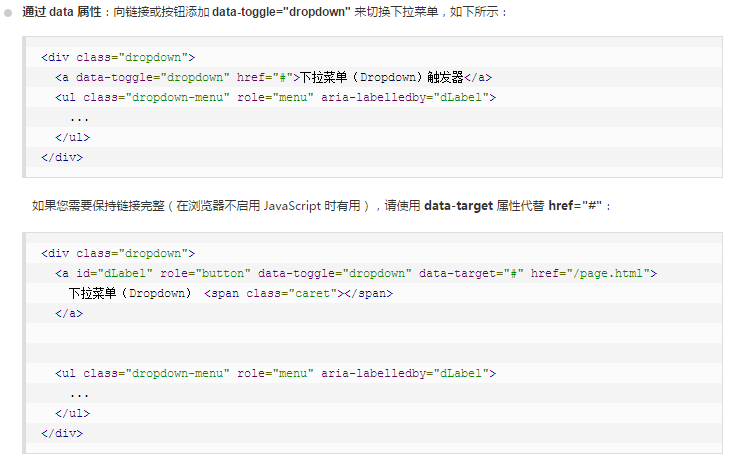 通过 data 属性：向链接或按钮添加 data-toggle="dropdown" 来切换下拉菜单，如下所示：
<div class="dropdown">
  <a data-toggle="dropdown" href="#">下拉菜单（Dropdown）触发器</a>
  <ul class="dropdown-menu" role="menu" aria-labelledby="dLabel">
    ...
  </ul>
</div>
如果您需要保持链接完整（在浏览器不启用 JavaScript 时有用），请使用 data-target 属性代替 href="#"：
<div class="dropdown">
  <a id="dLabel" role="button" data-toggle="dropdown" data-target="#" href="/page.html">
    下拉菜单（Dropdown） <span class="caret"></span>
  </a>
  <ul class="dropdown-menu" role="menu" aria-labelledby="dLabel">
    ...
  </ul>
</div>